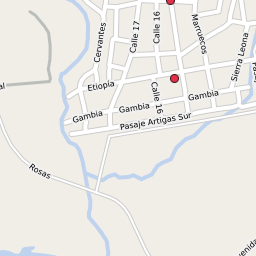 Calle 16
Marruecos
Calle 17
Cervantes
Sierra Leona
Etiopía
Gambia
Gambia
Gambia
Calle 16
Pasaje Artigas Sur
Rosas